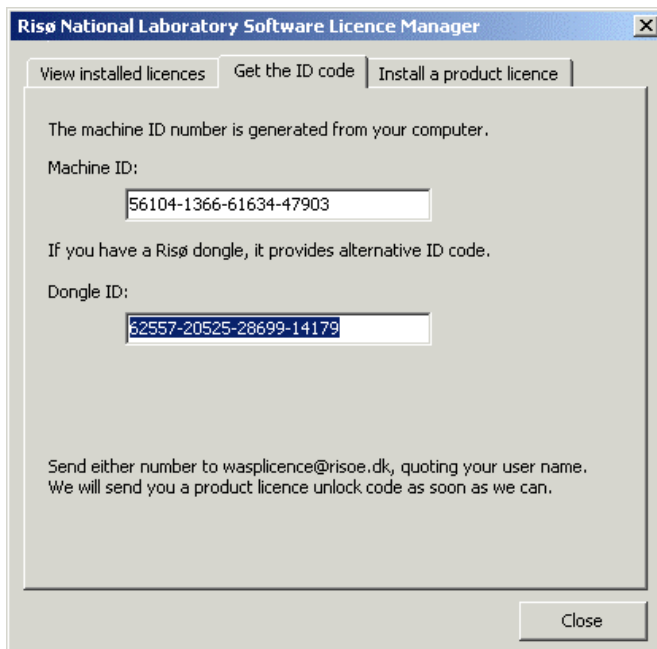 Risø National Laboratory Software Licence Manager
View installed licences
Get the ID code
Install a product licence
The machine ID number is generated from your computer.
Machine ID:
56104-1366-61634-47903
If you have a Risø dongle, it provides alternative ID code.
Dongle ID:
62557-20525-28699-14179
Send either number to wasplicence@risoe.dk, quoting your user name.
We will send you a product licence unlock code as soon as we can.
Close